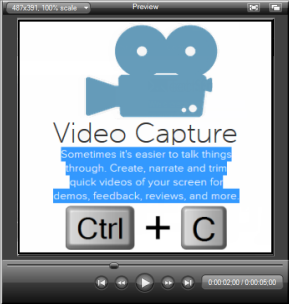 487x391, 100% scale
Preview
Video Capture
Sometimes it's easier to talk things
through. Create, narrate and trim
quick videos of your screen for
demos, feedback, reviews, and more.
Ctrl + C
0:00:02;00 / 0:00:05;00